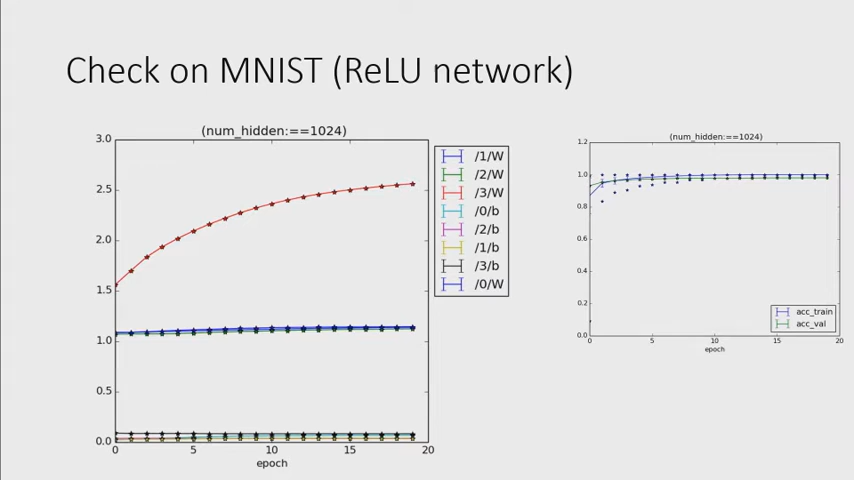 Check on MNIST (ReLU network)
(num_hidden:==1024)
3.0
2.5
2.0
1.5
1.0
0.5
0.0
0
5
10
15
20
epoch
/1/W
/2/W
/3/W
/0/b
/2/b
/1/b
/3/b
/0/W
(num_hidden:==1024)
1.2
1.0
0.8
0.6
0.4
0.2
0.0
0
5
10
15
20
epoch
acc_train
acc_val